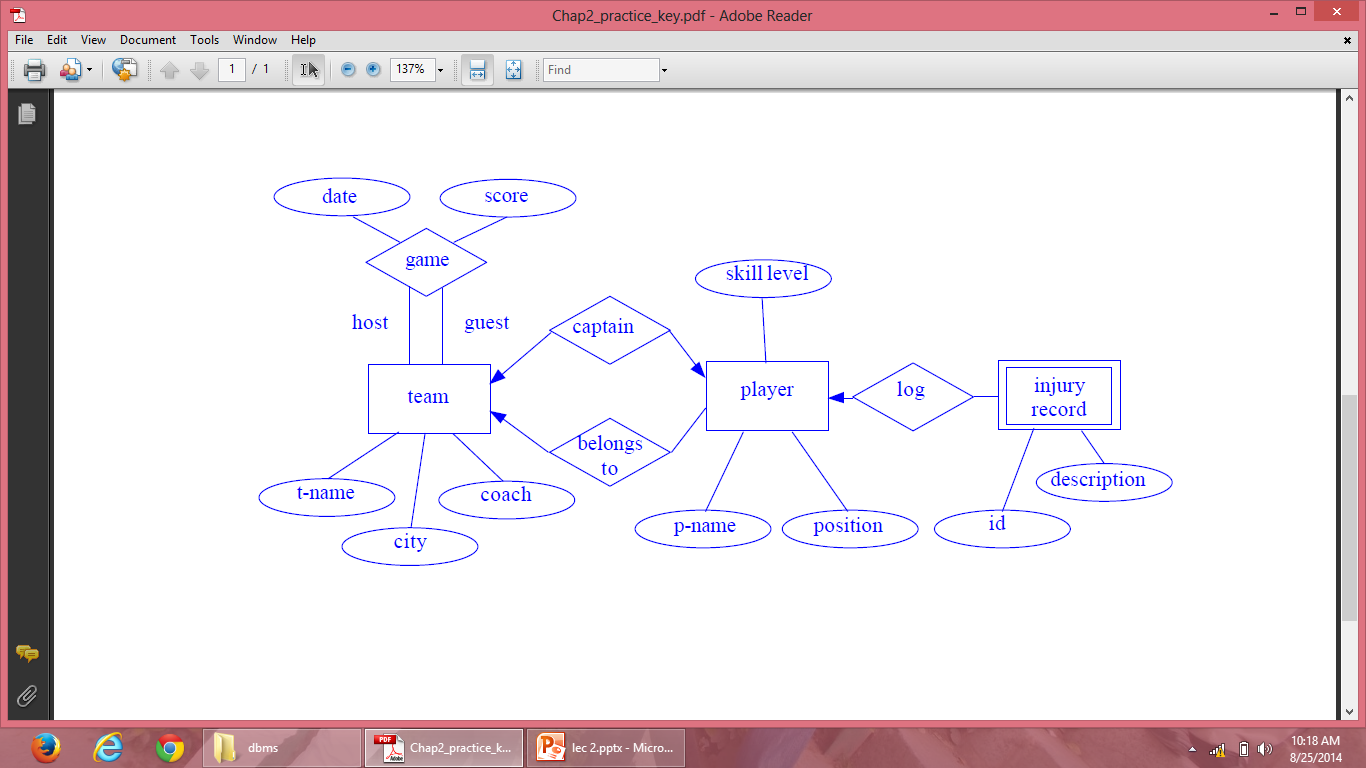 Chap2_practice_key.pdf - Adobe Reader
File Edit View Document Tools Window Help
1 / 1 137% Find
date score
game
skill level
host guest
captain
team
player
log
injury
record
belongs
to
t-name
coach
city
p-name
position
id
description
dbms
PDF
Adobe
Chap2_practice_k...
lec 2.pptx - Micro...
10:18 AM
8/25/2014